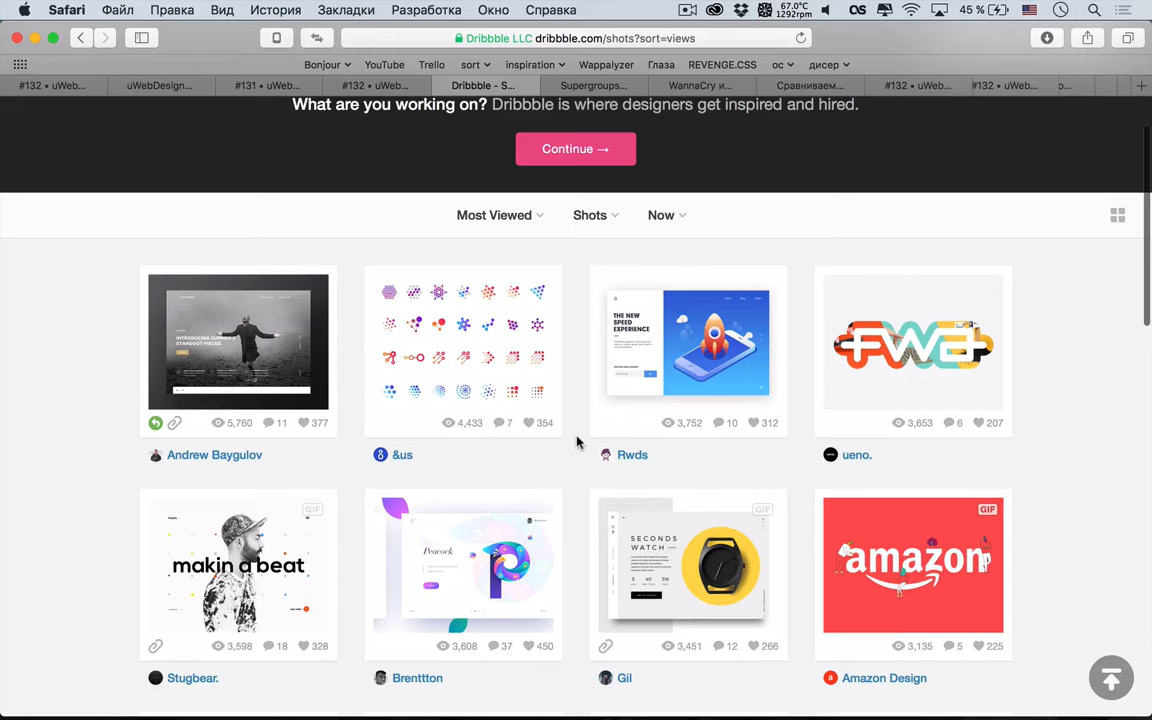 Safari Файл Правка Вид История Закладки Разработка Окно Справка 67.0°C 1292rpm 45 %
Dribbble LLC dribbble.com/shots?sort=views
Bonjour YouTube Trello sort inspiration Wappalyzer Глаза REVENGE.CSS ос дисер
#132 • uWeb... uWebDesign... #131 • uWeb... #132 • uWeb... Dribbble - S... Supergroups... WannaCry и... Сравниваем... #132 • uWeb... #132 • uWe...
What are you working on? Dribbble is where designers get inspired and hired.
Continue →
Most Viewed Shots Now
THE NEW
SPEED
EXPERIENCE
FWA
5,760 11 377
4,433 7 354
3,752 10 312
3,653 6 207
Andrew Baygulov
&us
Rwds
ueno.
GIF
makin a beat
Peacock
GIF
SECONDS
WATCH
GIF
amazon
3,598 18 328
3,608 37 450
3,451 12 266
3,135 5 225
Stugbear.
Brenttton
Gil
Amazon Design